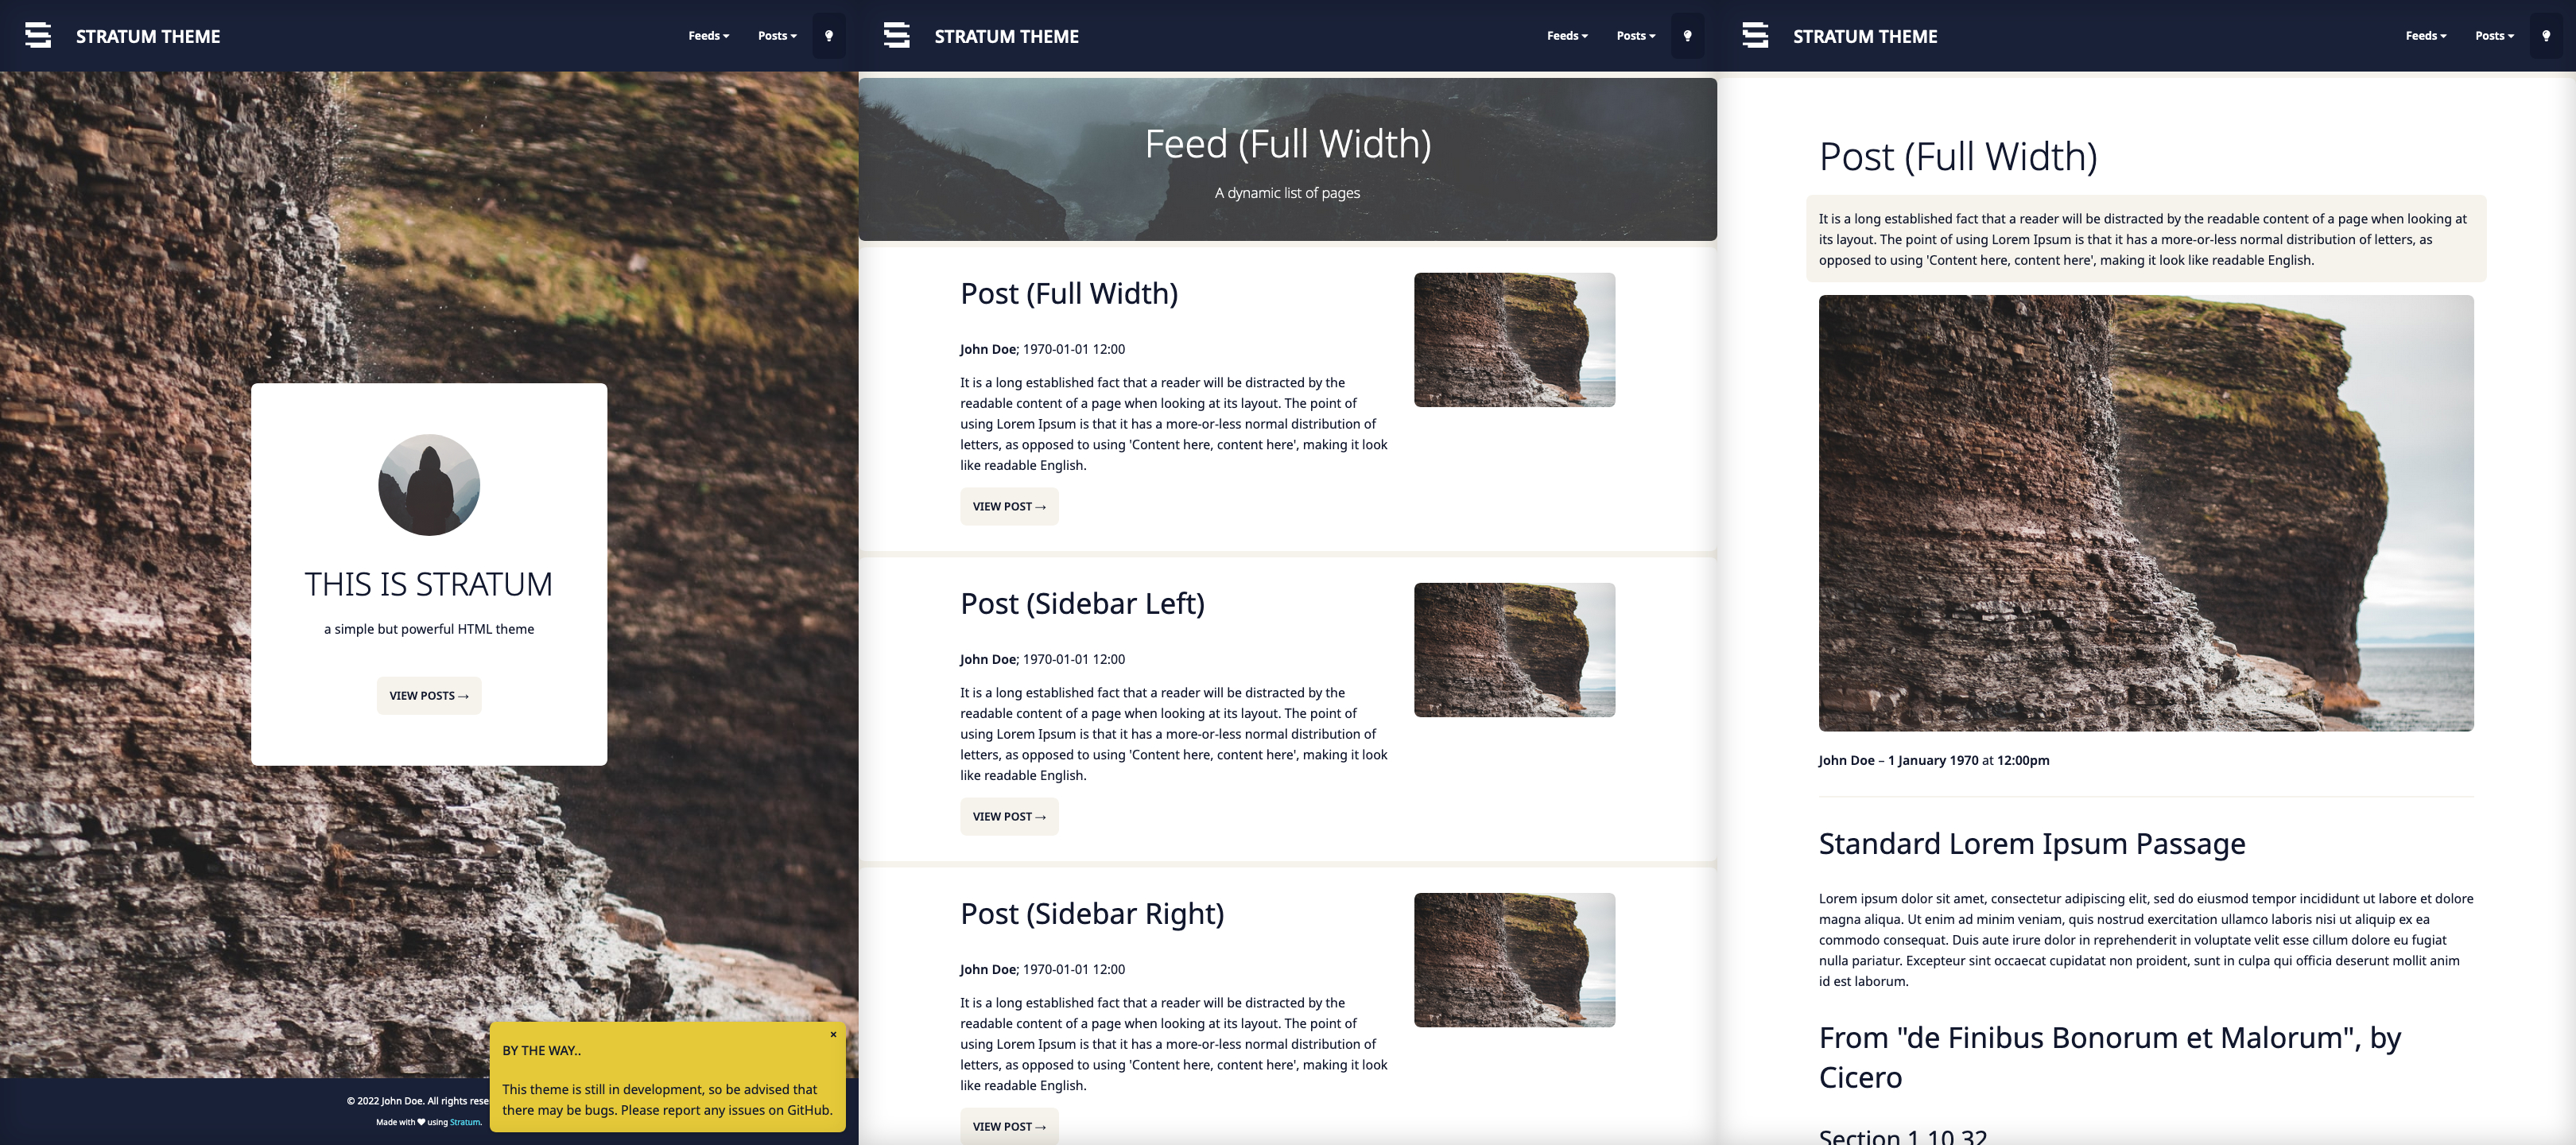 STRATUM THEME
Feeds
Posts
THIS IS STRATUM
a simple but powerful HTML theme
VIEW POSTS →
© 2022 John Doe. All rights rese
Made with ♥ using Stratum.
×
BY THE WAY..
This theme is still in development, so be advised that
there may be bugs. Please report any issues on GitHub.
STRATUM THEME
Feeds
Posts
Feed (Full Width)
A dynamic list of pages
Post (Full Width)
John Doe; 1970-01-01 12:00
It is a long established fact that a reader will be distracted by the
readable content of a page when looking at its layout. The point of
using Lorem Ipsum is that it has a more-or-less normal distribution of
letters, as opposed to using 'Content here, content here', making it look
like readable English.
VIEW POST →
Post (Sidebar Left)
John Doe; 1970-01-01 12:00
It is a long established fact that a reader will be distracted by the
readable content of a page when looking at its layout. The point of
using Lorem Ipsum is that it has a more-or-less normal distribution of
letters, as opposed to using 'Content here, content here', making it look
like readable English.
VIEW POST →
Post (Sidebar Right)
John Doe; 1970-01-01 12:00
It is a long established fact that a reader will be distracted by the
readable content of a page when looking at its layout. The point of
using Lorem Ipsum is that it has a more-or-less normal distribution of
letters, as opposed to using 'Content here, content here', making it look
like readable English.
VIEW POST →
STRATUM THEME
Feeds
Posts
Post (Full Width)
It is a long established fact that a reader will be distracted by the readable content of a page when looking at
its layout. The point of using Lorem Ipsum is that it has a more-or-less normal distribution of letters, as
opposed to using 'Content here, content here', making it look like readable English.
John Doe – 1 January 1970 at 12:00pm
Standard Lorem Ipsum Passage
Lorem ipsum dolor sit amet, consectetur adipiscing elit, sed do eiusmod tempor incididunt ut labore et dolore
magna aliqua. Ut enim ad minim veniam, quis nostrud exercitation ullamco laboris nisi ut aliquip ex ea
commodo consequat. Duis aute irure dolor in reprehenderit in voluptate velit esse cillum dolore eu fugiat
nulla pariatur. Excepteur sint occaecat cupidatat non proident, sunt in culpa qui officia deserunt mollit anim
id est laborum.
From "de Finibus Bonorum et Malorum", by
Cicero
Section 1.10.32